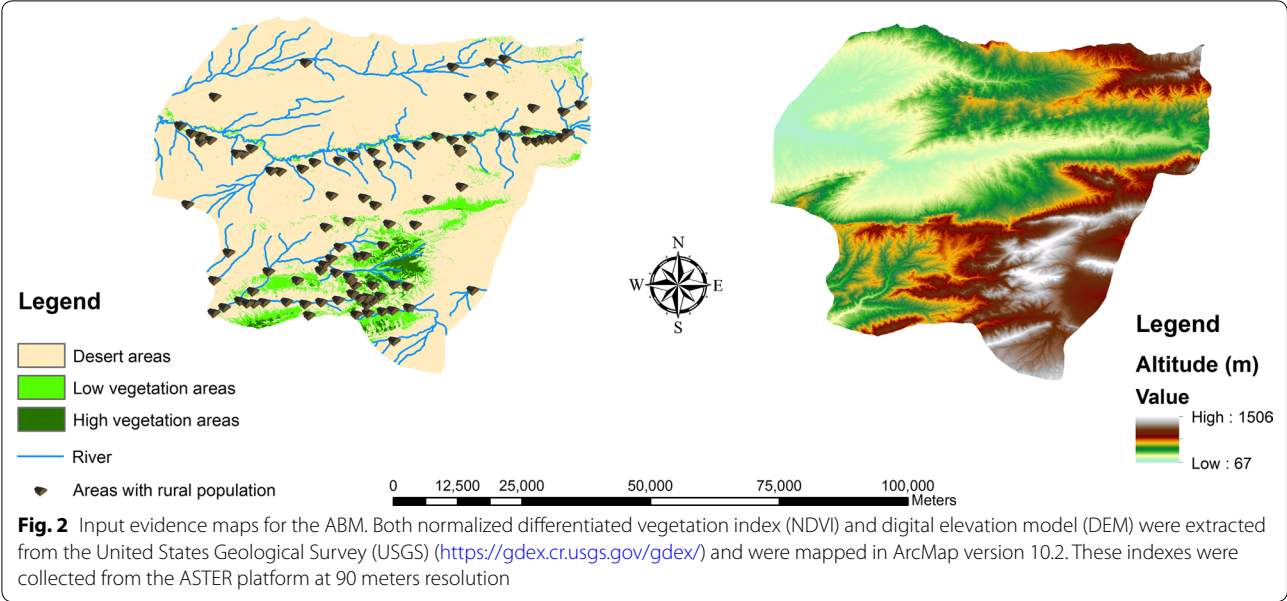 Legend
Desert areas
Low vegetation areas
High vegetation areas
River
Areas with rural population
N
W E
S
Legend
Altitude (m)
Value
High : 1506
Low : 67
0 12,500 25,000 50,000 75,000 100,000
Meters
Fig. 2 Input evidence maps for the ABM. Both normalized differentiated vegetation index (NDVI) and digital elevation model (DEM) were extracted
from the United States Geological Survey (USGS) (https://gdex.cr.usgs.gov/gdex/) and were mapped in ArcMap version 10.2. These indexes were
collected from the ASTER platform at 90 meters resolution